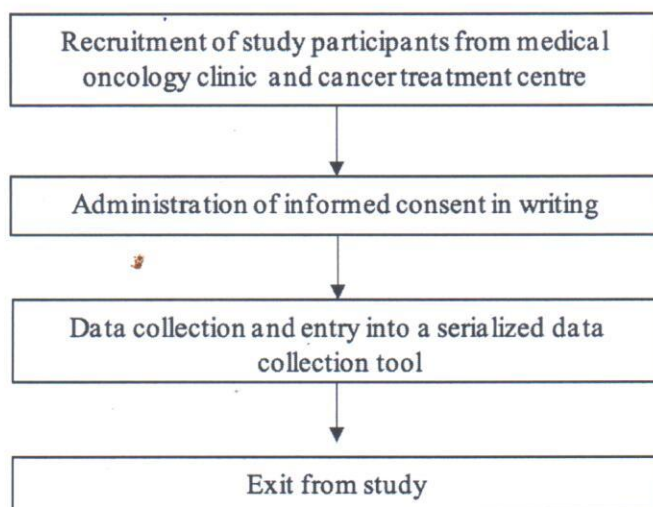 Recruitment of study participants from medical
oncology clinic and cancer treatment centre
Administration of informed consent in writing
Data collection and entry into a serialized data
collection tool
Exit from study